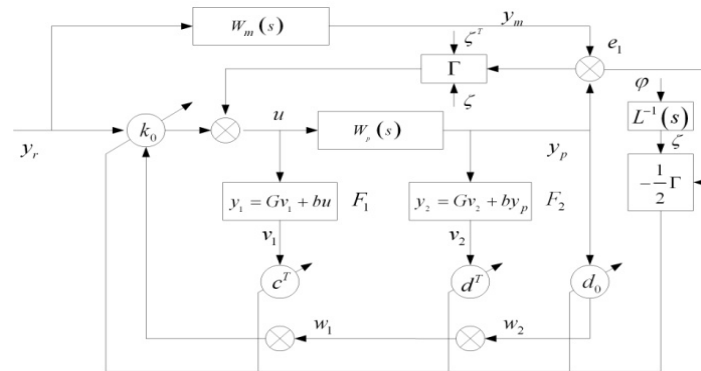 W_m(s)
y_m
ζ^T
e_1
Γ
φ
ζ
L^{-1}(s)
ζ
u
k_0
W_p(s)
y_r
y_p
-\frac{1}{2}Γ
y_1 = Gv_1 + bu
F_1
y_2 = Gv_2 + by_p
F_2
v_1
v_2
c^T
d^T
d_0
w_1
w_2